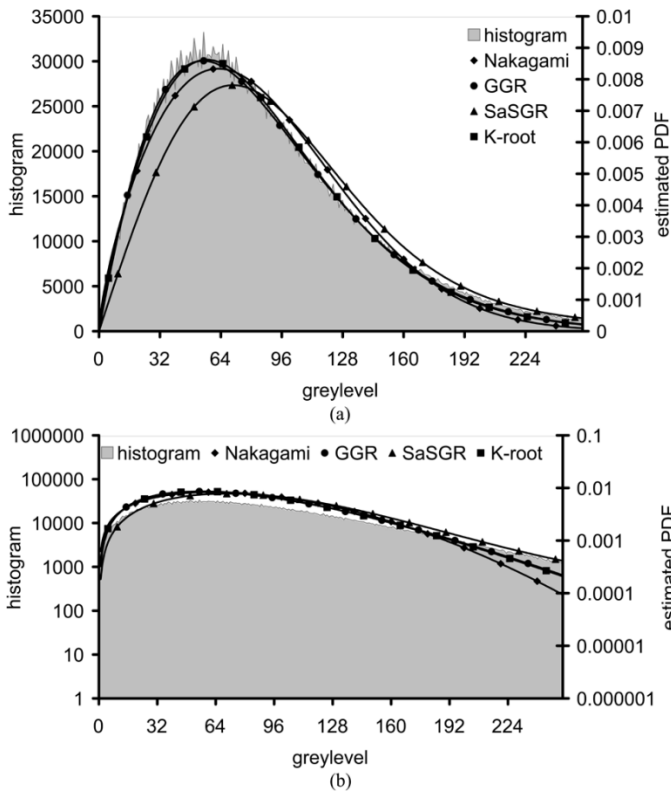 35000
30000
25000
20000
15000
10000
5000
0
histogram
0.01
0.009
0.008
0.007
0.006
0.005
0.004
0.003
0.002
0.001
0
estimated PDF
histogram
Nakagami
GGR
SaSGR
K-root
0 32 64 96 128 160 192 224
greylevel
(a)
1000000
100000
10000
1000
100
10
1
histogram
histogram Nakagami GGR SaSGR K-root
0.1
0.01
0.001
0.0001
0.00001
0.000001
estimated PDF
0 32 64 96 128 160 192 224
greylevel
(b)